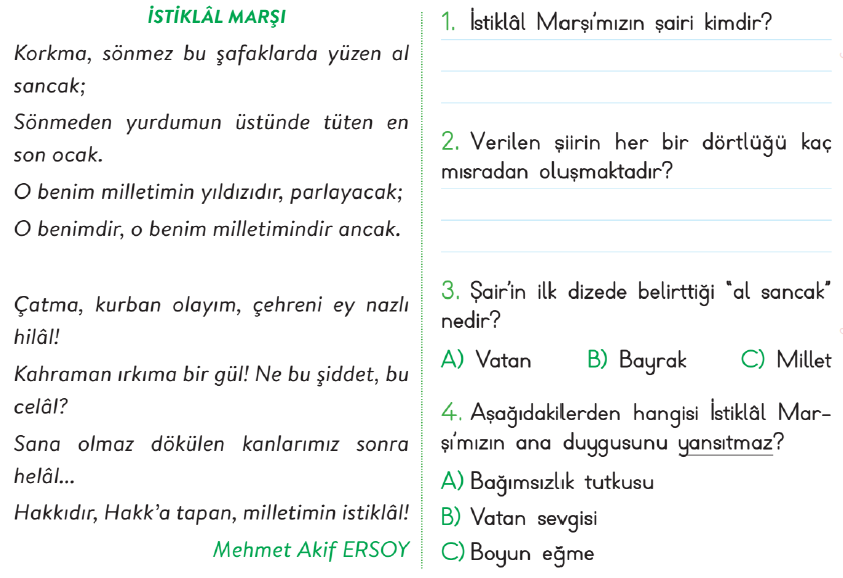 İSTİKLÂL MARŞI
Korkma, sönmez bu şafaklarda yüzen al
sancak;
Sönmeden yurdumun üstünde tüten en
son ocak.
O benim milletimin yıldızıdır, parlayacak;
O benimdir, o benim milletimindir ancak.
Çatma, kurban olayım, çehreni ey nazlı
hilâl!
Kahraman ırkıma bir gül! Ne bu şiddet, bu
celâl?
Sana olmaz dökülen kanlarımız sonra
helâl...
Hakkıdır, Hakk’a tapan, milletimin istiklâl!
Mehmet Akif ERSOY
1. İstiklâl Marşı’mızın şairi kimdir?
2. Verilen şiirin her bir dörtlüğü kaç
mısradan oluşmaktadır?
3. Şair’in ilk dizede belirttiği “al sancak”
nedir?
A) Vatan B) Bayrak C) Millet
4. Aşağıdakilerden hangisi İstiklâl Mar-
şı’mızın ana duygusunu yansıtmaz?
A) Bağımsızlık tutkusu
B) Vatan sevgisi
C) Boyun eğme